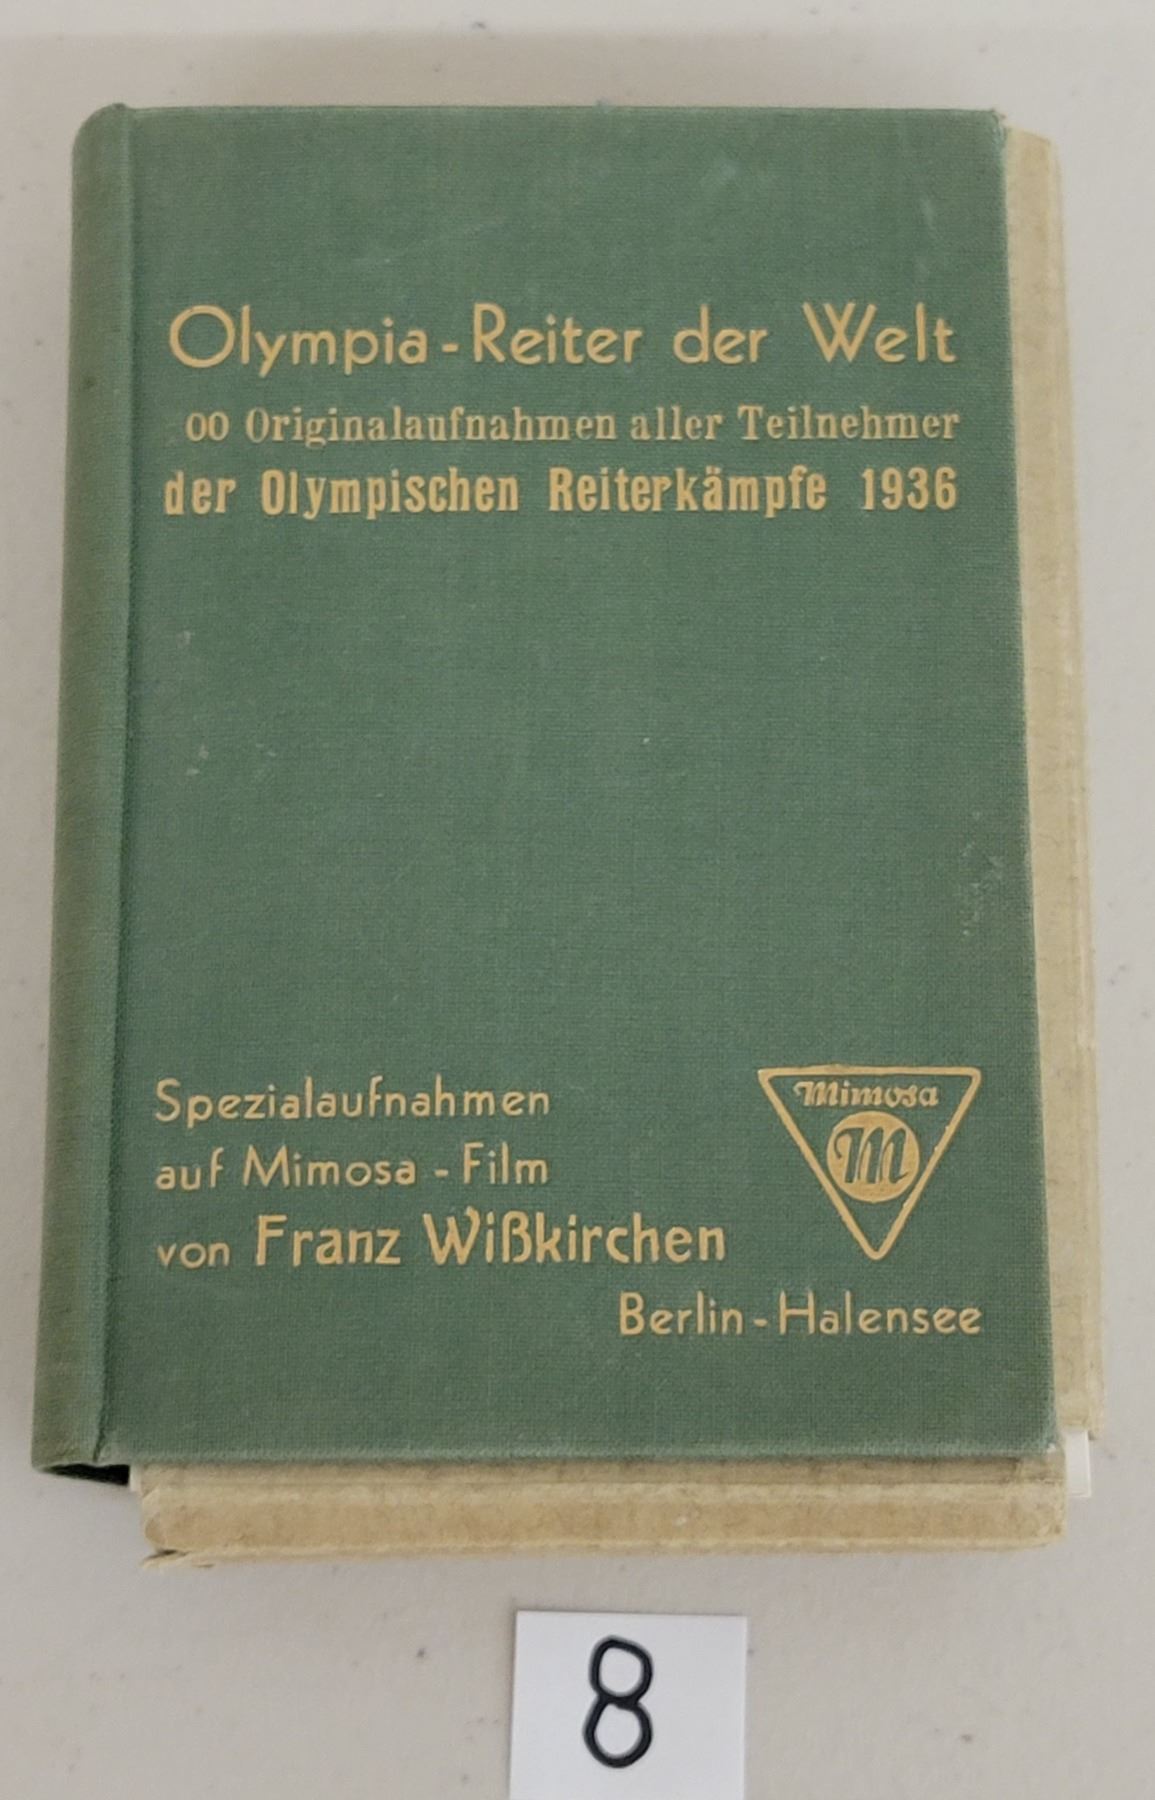 Olympia-Reiter der Welt
00 Originalaufnahmen aller Teilnehmer
der Olympischen Reiterkämpfe 1936
Spezialaufnahmen
auf Mimosa-Film
von Franz Wißkirchen
Berlin-Halensee
Mimosa
M
8